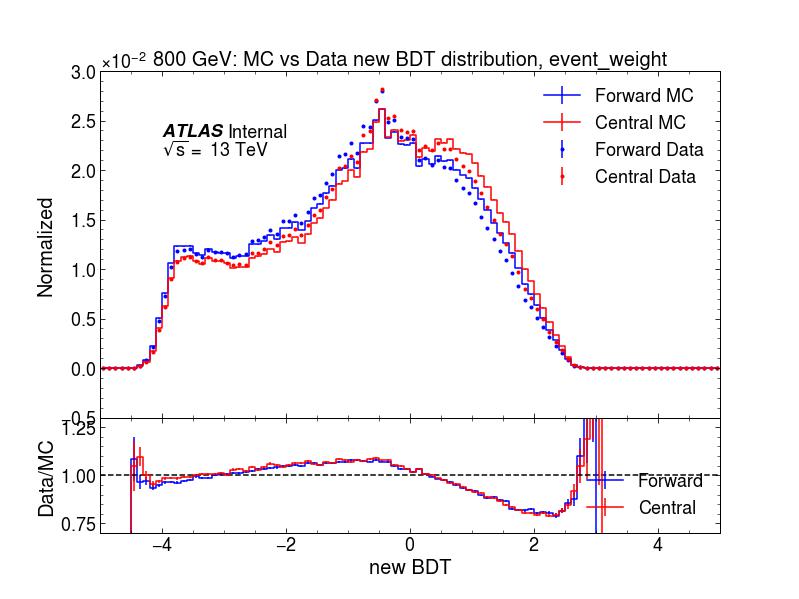 ×10⁻² 800 GeV: MC vs Data new BDT distribution, event_weight
3.0
2.5
2.0
1.5
1.0
0.5
0.0
0.5
Normalized
ATLAS Internal
√s = 13 TeV
Forward MC
Central MC
Forward Data
Central Data
1.25
1.00
0.75
Data/MC
Forward
Central
−4
−2
0
2
4
new BDT